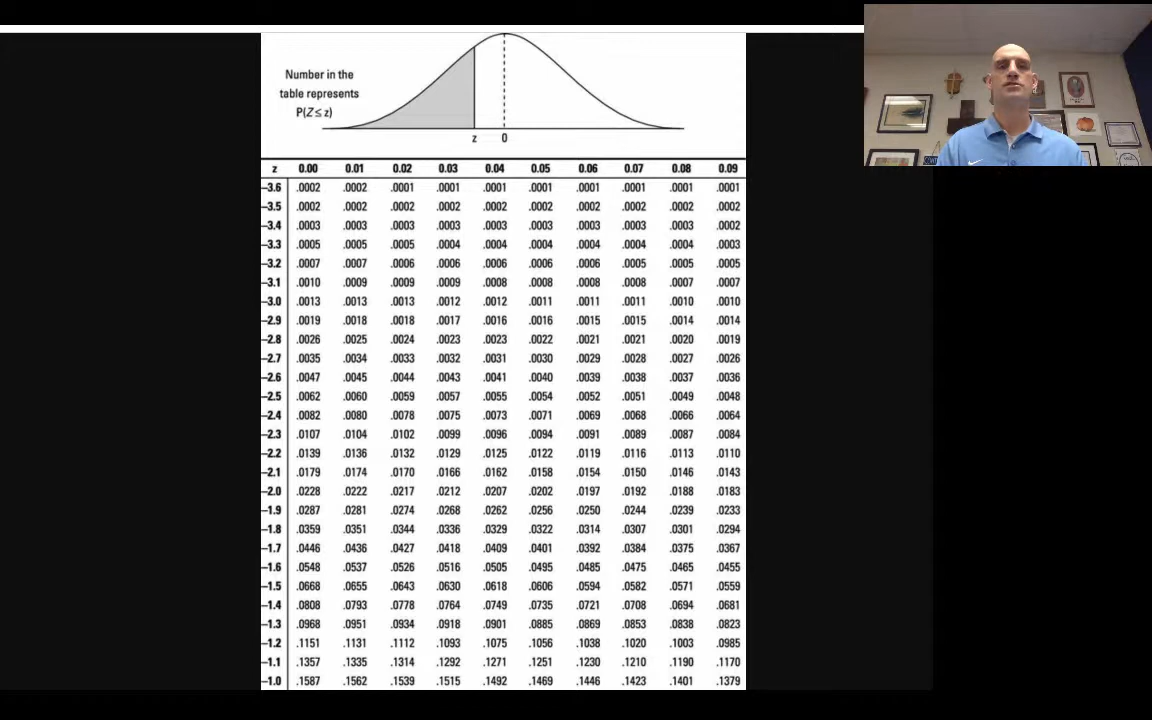 Number in the
table represents
P(Z ≤ z)
z 0
z 0.00 0.01 0.02 0.03 0.04 0.05 0.06 0.07 0.08 0.09
–3.6 .0002 .0002 .0001 .0001 .0001 .0001 .0001 .0001 .0001 .0001
–3.5 .0002 .0002 .0002 .0002 .0002 .0002 .0002 .0002 .0002 .0002
–3.4 .0003 .0003 .0003 .0003 .0003 .0003 .0003 .0003 .0003 .0002
–3.3 .0005 .0005 .0005 .0004 .0004 .0004 .0004 .0004 .0004 .0003
–3.2 .0007 .0007 .0006 .0006 .0006 .0006 .0006 .0005 .0005 .0005
–3.1 .0010 .0009 .0009 .0009 .0008 .0008 .0008 .0008 .0007 .0007
–3.0 .0013 .0013 .0013 .0012 .0012 .0011 .0011 .0011 .0010 .0010
–2.9 .0019 .0018 .0018 .0017 .0016 .0016 .0015 .0015 .0014 .0014
–2.8 .0026 .0025 .0024 .0023 .0023 .0022 .0021 .0021 .0020 .0019
–2.7 .0035 .0034 .0033 .0032 .0031 .0030 .0029 .0028 .0027 .0026
–2.6 .0047 .0045 .0044 .0043 .0041 .0040 .0039 .0038 .0037 .0036
–2.5 .0062 .0060 .0059 .0057 .0055 .0054 .0052 .0051 .0049 .0048
–2.4 .0082 .0080 .0078 .0075 .0073 .0071 .0069 .0068 .0066 .0064
–2.3 .0107 .0104 .0102 .0099 .0096 .0094 .0091 .0089 .0087 .0084
–2.2 .0139 .0136 .0132 .0129 .0125 .0122 .0119 .0116 .0113 .0110
–2.1 .0179 .0174 .0170 .0166 .0162 .0158 .0154 .0150 .0146 .0143
–2.0 .0228 .0222 .0217 .0212 .0207 .0202 .0197 .0192 .0188 .0183
–1.9 .0287 .0281 .0274 .0268 .0262 .0256 .0250 .0244 .0239 .0233
–1.8 .0359 .0351 .0344 .0336 .0329 .0322 .0314 .0307 .0301 .0294
–1.7 .0446 .0436 .0427 .0418 .0409 .0401 .0392 .0384 .0375 .0367
–1.6 .0548 .0537 .0526 .0516 .0505 .0495 .0485 .0475 .0465 .0455
–1.5 .0668 .0655 .0643 .0630 .0618 .0606 .0594 .0582 .0571 .0559
–1.4 .0808 .0793 .0778 .0764 .0749 .0735 .0721 .0708 .0694 .0681
–1.3 .0968 .0951 .0934 .0918 .0901 .0885 .0869 .0853 .0838 .0823
–1.2 .1151 .1131 .1112 .1093 .1075 .1056 .1038 .1020 .1003 .0985
–1.1 .1357 .1335 .1314 .1292 .1271 .1251 .1230 .1210 .1190 .1170
–1.0 .1587 .1562 .1539 .1515 .1492 .1469 .1446 .1423 .1401 .1379